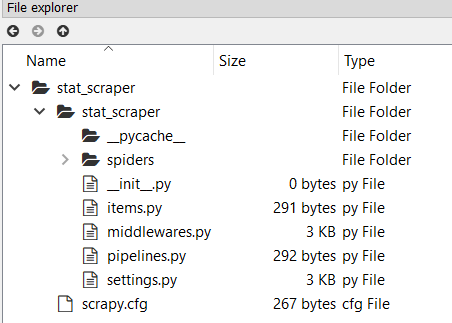 File explorer
Name Size Type
stat_scraper File Folder
stat_scraper File Folder
__pycache__ File Folder
spiders File Folder
__init__.py 0 bytes py File
items.py 291 bytes py File
middlewares.py 3 KB py File
pipelines.py 292 bytes py File
settings.py 3 KB py File
scrapy.cfg 267 bytes cfg File